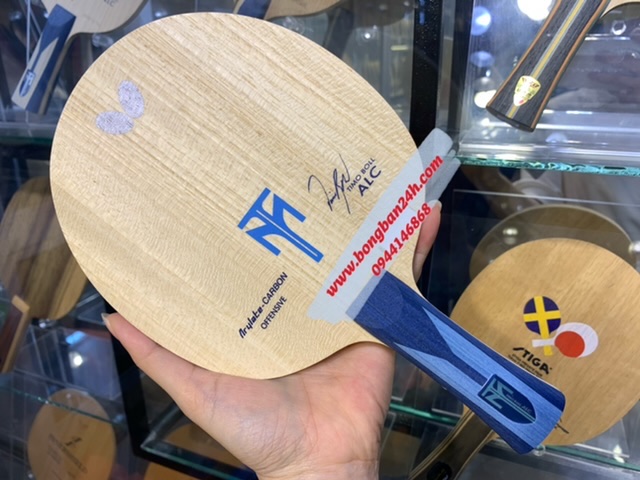 TIMO BOLL
ALC
Arylate-CARBON
OFFENSIVE
www.bongban24h.com
0944146868
STIGA